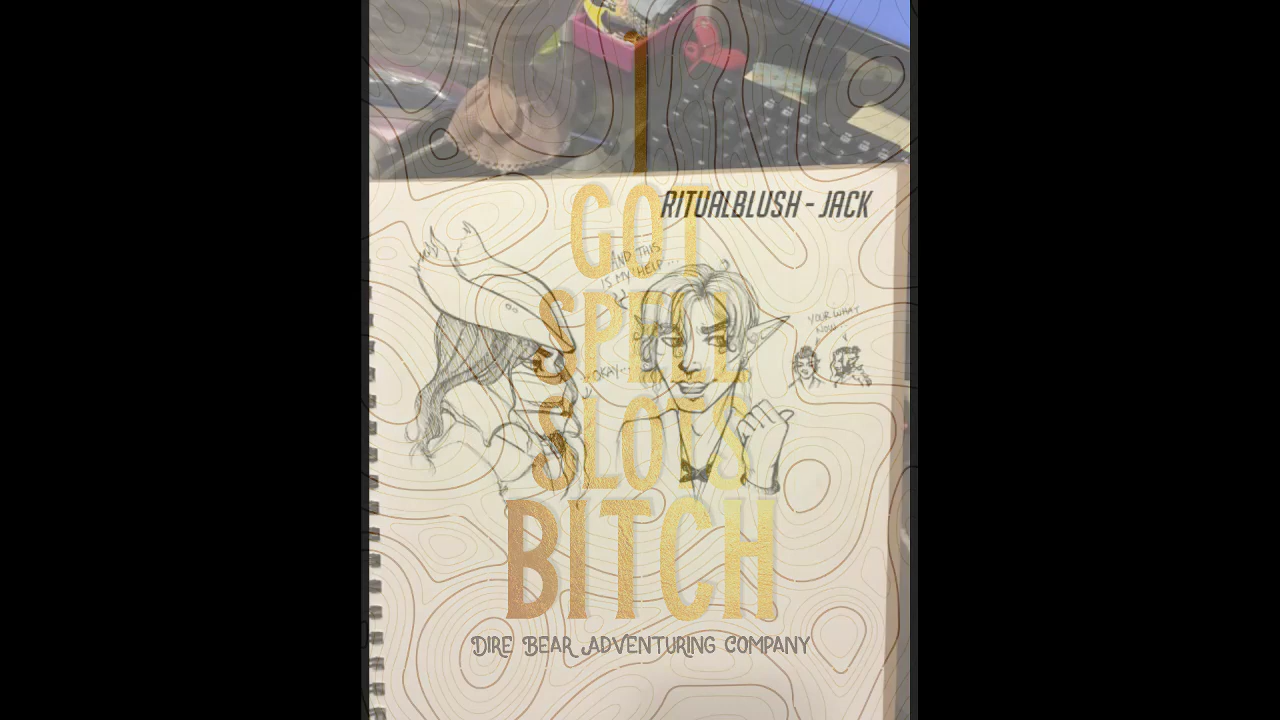 GOT
RITUALBLUSH - JACK
AND THIS
IS MY 'HELP'...
SPELL
YOUR WHAT
NOW...
...OKAY...
SLOTS
BITCH
DIRE BEAR ADVENTURING COMPANY